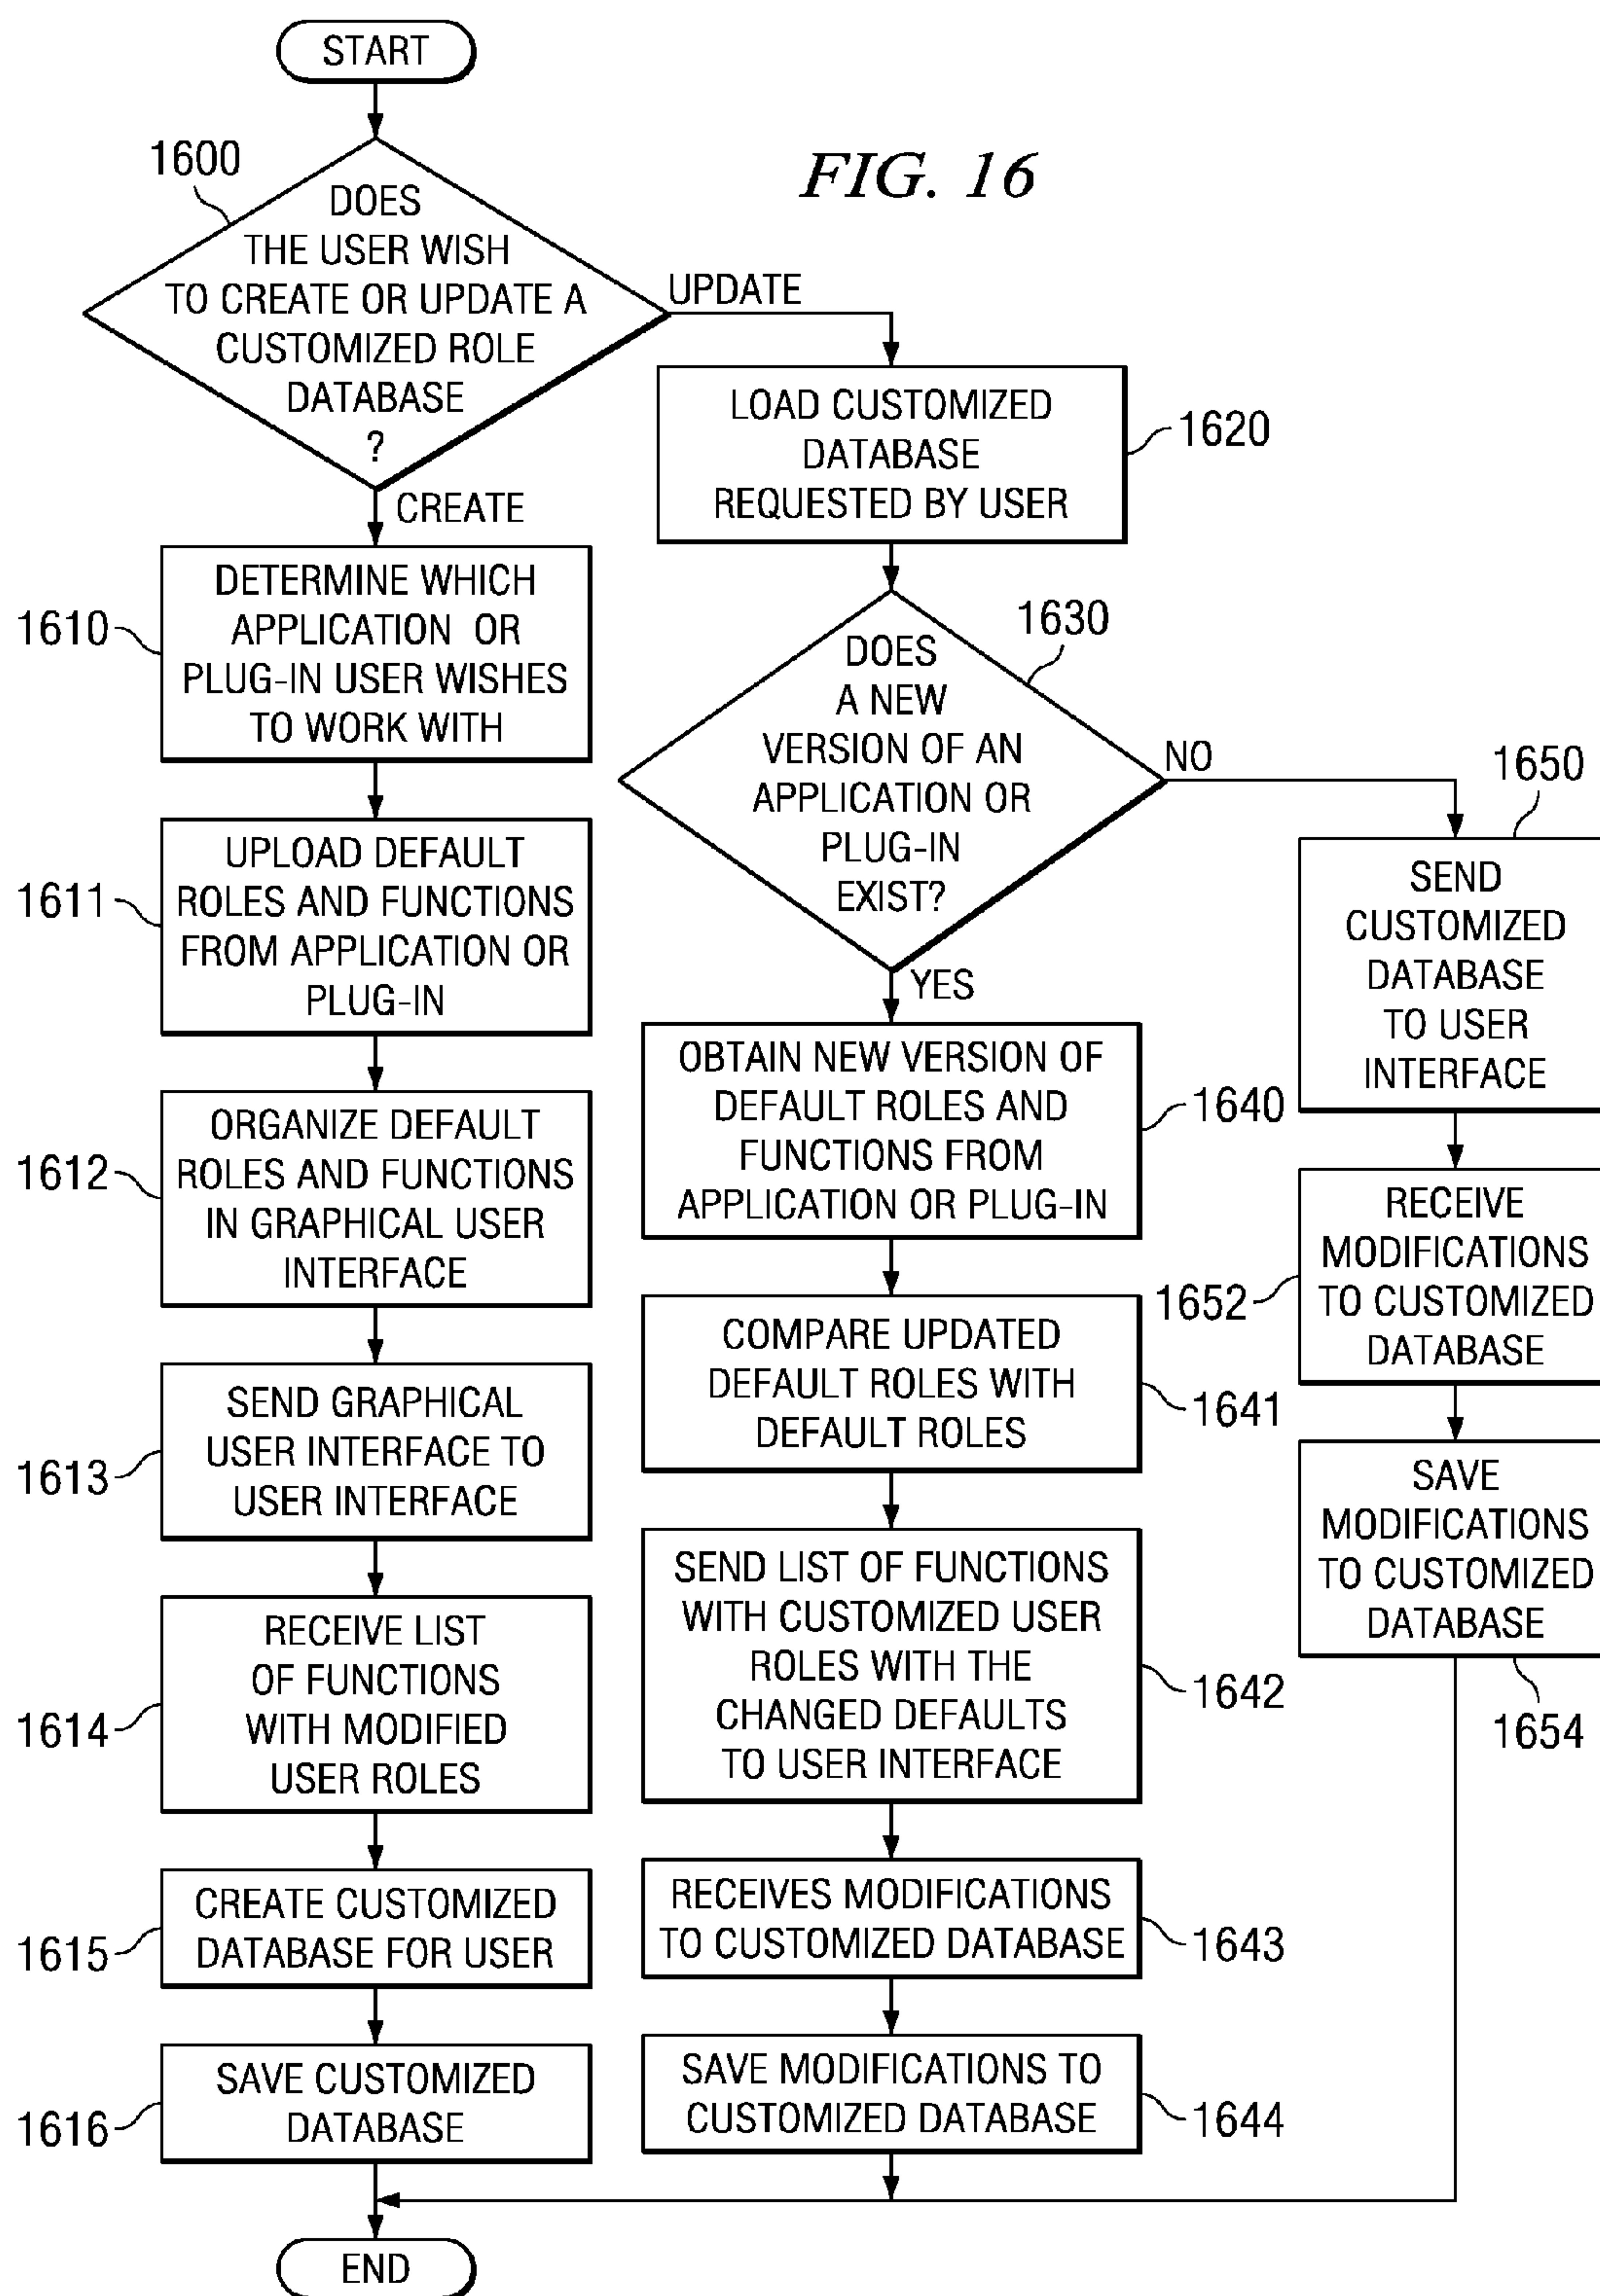 START
FIG. 16
1600
DOES
THE USER WISH
TO CREATE OR UPDATE A
CUSTOMIZED ROLE
DATABASE
?
UPDATE
CREATE
1610
DETERMINE WHICH
APPLICATION OR
PLUG-IN USER WISHES
TO WORK WITH
1611
UPLOAD DEFAULT
ROLES AND FUNCTIONS
FROM APPLICATION OR
PLUG-IN
1612
ORGANIZE DEFAULT
ROLES AND FUNCTIONS
IN GRAPHICAL USER
INTERFACE
1613
SEND GRAPHICAL
USER INTERFACE TO
USER INTERFACE
1614
RECEIVE LIST
OF FUNCTIONS
WITH MODIFIED
USER ROLES
1615
CREATE CUSTOMIZED
DATABASE FOR USER
1616
SAVE CUSTOMIZED
DATABASE
END
LOAD CUSTOMIZED
DATABASE
REQUESTED BY USER
1620
1630
DOES
A NEW
VERSION OF AN
APPLICATION OR
PLUG-IN
EXIST?
NO
YES
OBTAIN NEW VERSION OF
DEFAULT ROLES AND
FUNCTIONS FROM
APPLICATION OR PLUG-IN
1640
COMPARE UPDATED
DEFAULT ROLES WITH
DEFAULT ROLES
1641
SEND LIST OF FUNCTIONS
WITH CUSTOMIZED USER
ROLES WITH THE
CHANGED DEFAULTS
TO USER INTERFACE
1642
RECEIVES MODIFICATIONS
TO CUSTOMIZED DATABASE
1643
SAVE MODIFICATIONS TO
CUSTOMIZED DATABASE
1644
1650
SEND
CUSTOMIZED
DATABASE
TO USER
INTERFACE
1652
RECEIVE
MODIFICATIONS
TO CUSTOMIZED
DATABASE
SAVE
MODIFICATIONS
TO CUSTOMIZED
DATABASE
1654